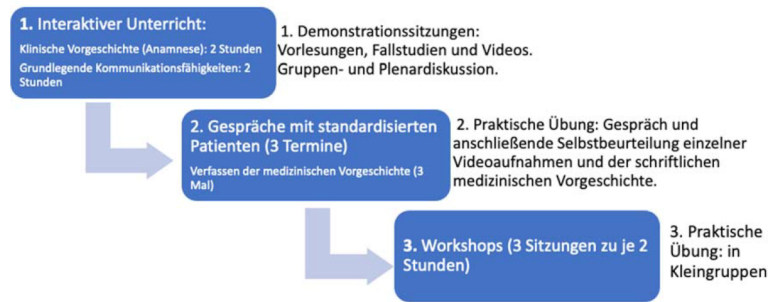 1. Interaktiver Unterricht:
Klinische Vorgeschichte (Anamnese): 2 Stunden
Grundlegende Kommunikationsfähigkeiten: 2
Stunden
1. Demonstrationssitzungen:
Vorlesungen, Fallstudien und Videos.
Gruppen- und Plenardiskussion.
2. Gespräche mit standardisierten
Patienten (3 Termine)
Verfassen der medizinischen Vorgeschichte (3
Mal)
2. Praktische Übung: Gespräch und
anschließende Selbstbeurteilung einzelner
Videoaufnahmen und der schriftlichen
medizinischen Vorgeschichte.
3. Workshops (3 Sitzungen zu je 2
Stunden)
3. Praktische
Übung: in
Kleingruppen